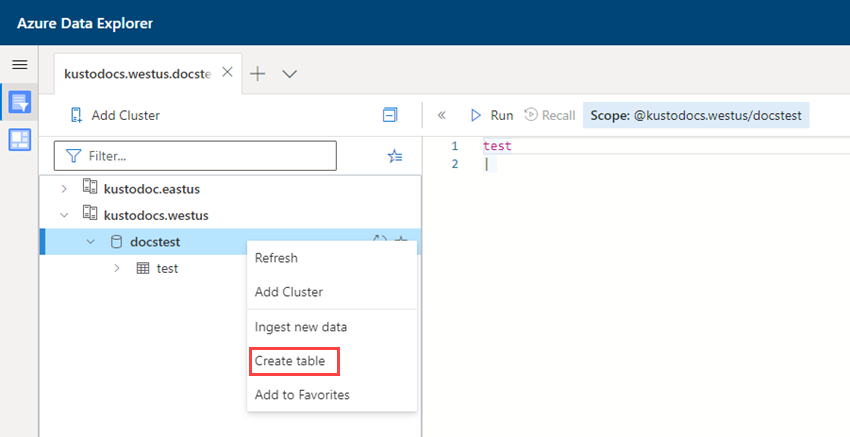 Azure Data Explorer
kustodocs.westus.docste
Add Cluster
Run Recall Scope: @kustodocs.westus/docstest
Filter...
1 test
2
kustodoc.eastus
kustodocs.westus
docstest
test
Refresh
Add Cluster
Ingest new data
Create table
Add to Favorites